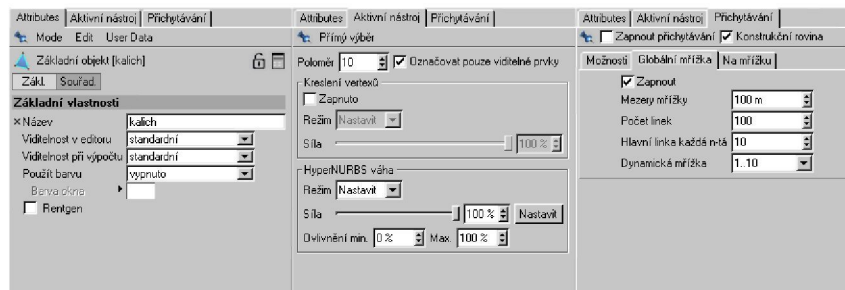 Attributes Aktivní nástroj Přichytávání
Mode Edit User Data
Základní objekt [kalich]
Zákl. Souřad.
Základní vlastnosti
× Název kalich
Viditelnost v editoru standardní
Viditelnost při výpočtu standardní
Použít barvu vypnuto
Barva okna
Rentgen
Attributes Aktivní nástroj Přichytávání
Přímý výběr
Poloměr 10 Označovat pouze viditelné prvky
Kreslení vertexů
Zapnuto
Režim Nastavit
Síla 100 %
HyperNURBS váha
Režim Nastavit
Síla 100 % Nastavit
Ovlivnění min. 0 % Max. 100 %
Attributes Aktivní nástroj Přichytávání
Zapnout přichytávání Konstrukční rovina
Možnosti Globální mřížka Na mřížku
Zapnout
Mezery mřížky 100 m
Počet linek 100
Hlavní linka každá n-tá 10
Dynamická mřížka 1..10